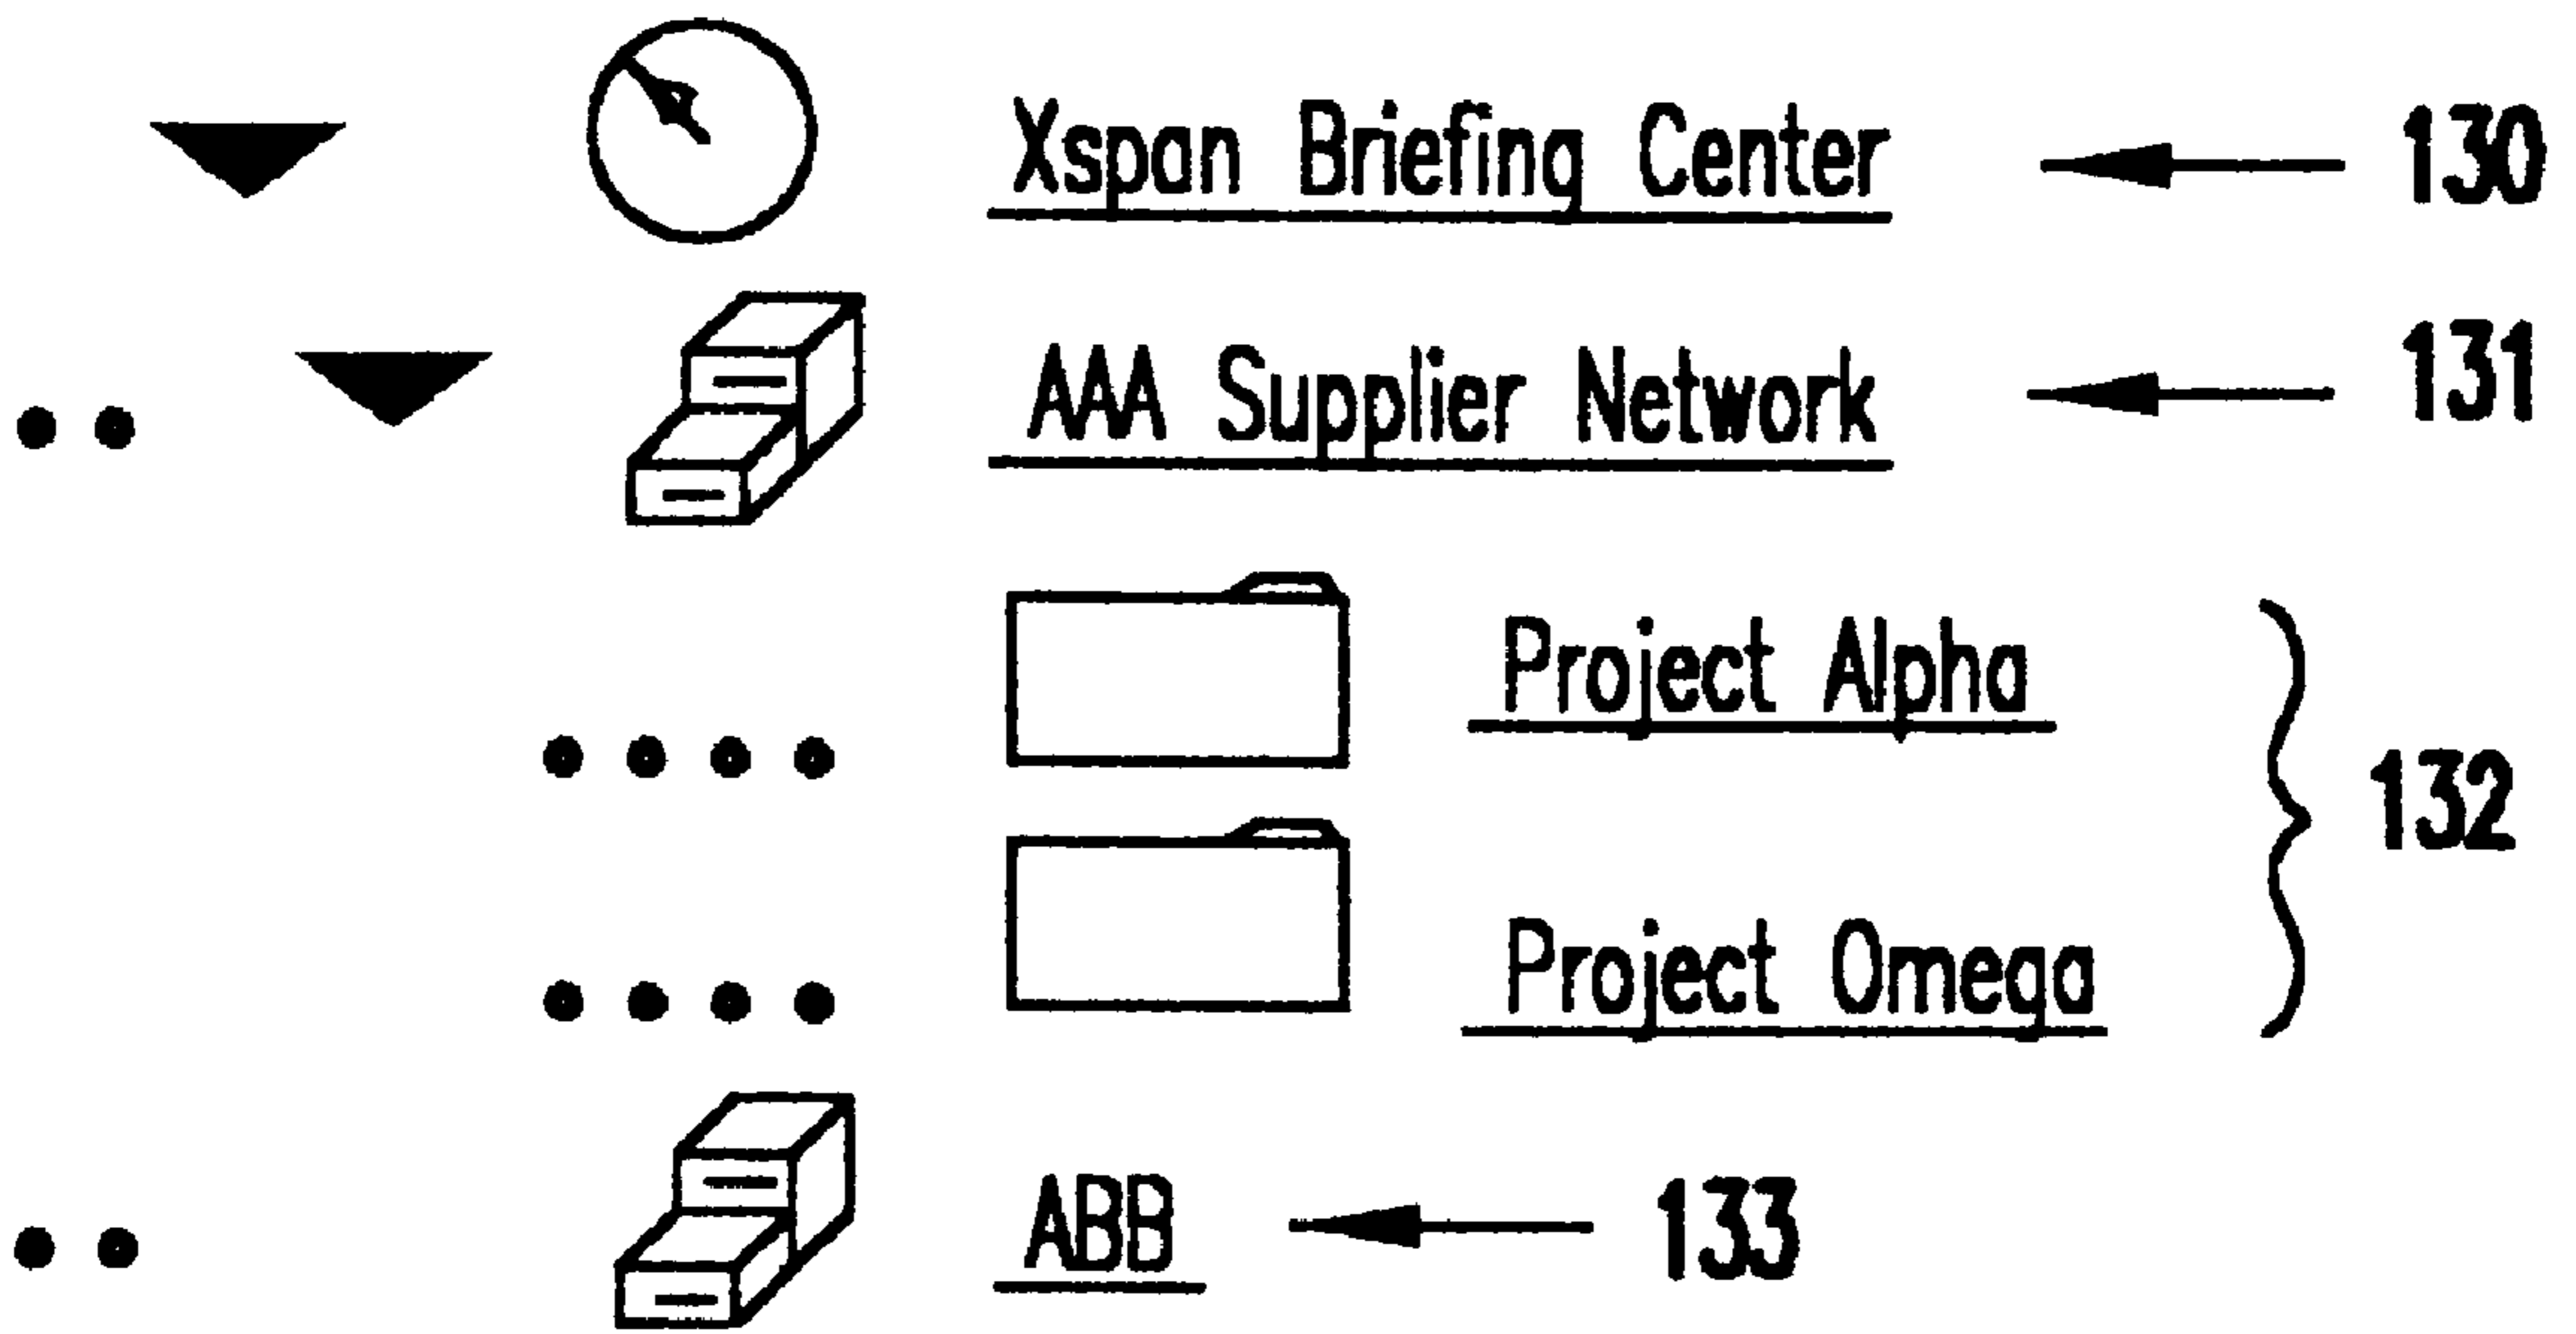 Xspan Briefing Center 130
AAA Supplier Network 131
Project Alpha
132
Project Omega
ABB 133